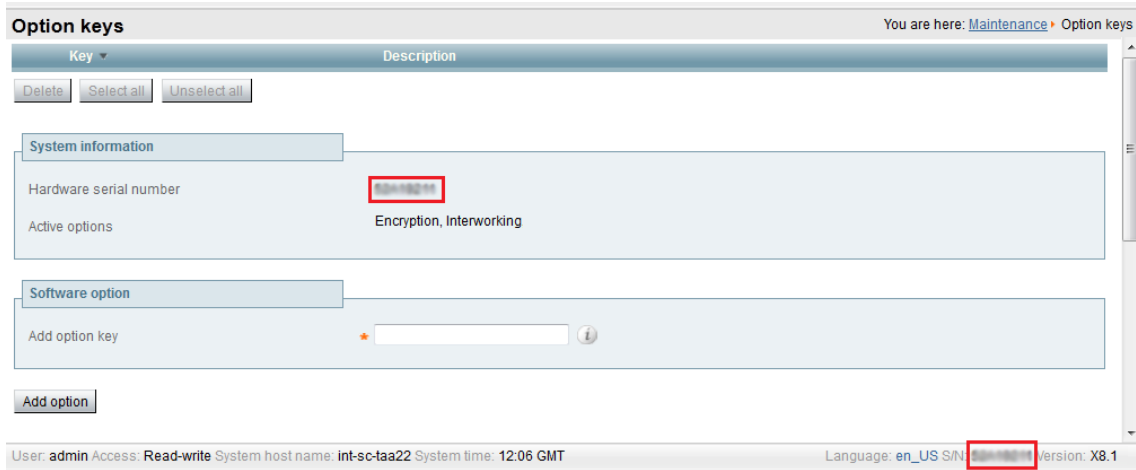 Option keys
You are here: Maintenance Option keys
Key Description
Delete Select all Unselect all
System information
Hardware serial number
Active options Encryption, Interworking
Software option
Add option key * i
Add option
User: admin Access: Read-write System host name: int-sc-taa22 System time: 12:06 GMT Language: en_US S/N: Version: X8.1